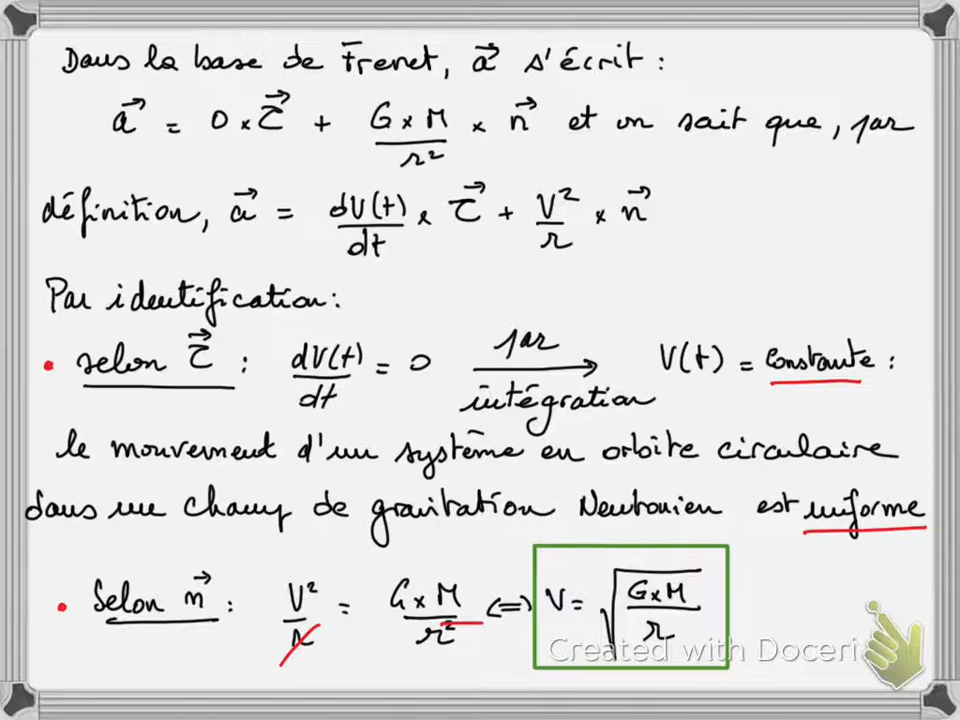 Dans la base de Frenet, a⃗ s'écrit :
a⃗ = 0 × τ⃗ + G × M / r² × n⃗ et on sait que, par
définition, a⃗ = dV(t)/dt × τ⃗ + V²/r × n⃗
Par identification :
• selon τ⃗ : dV(t)/dt = 0 par intégration → V(t) = constante :
le mouvement d'un système en orbite circulaire
dans un champ de gravitation Newtonien est uniforme
• Selon n⃗ : V²/r = G × M / r² <=> V = √(G × M / r)
Created with Doceri